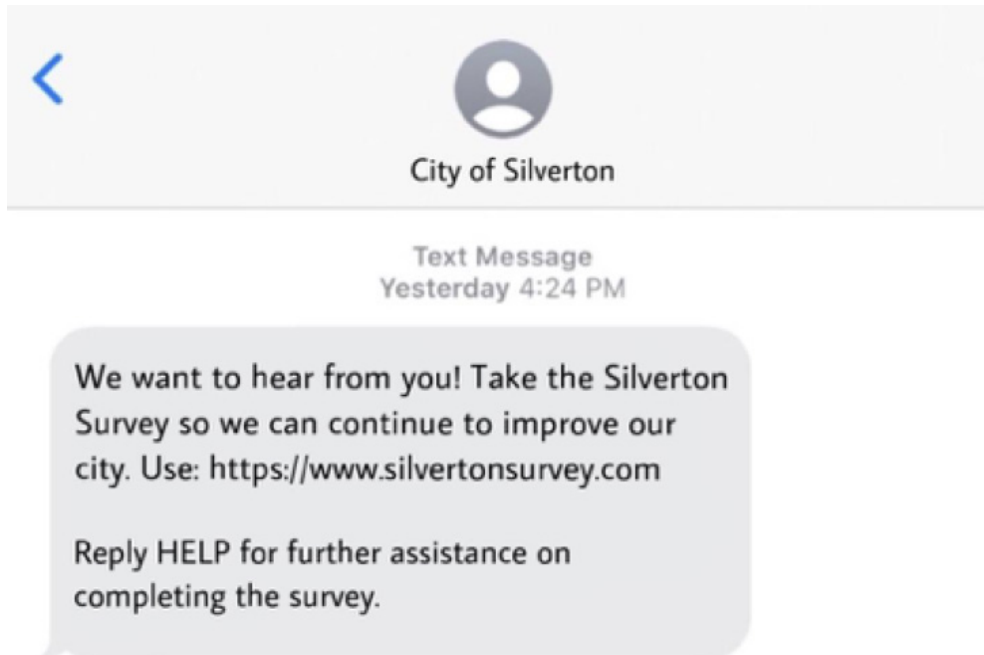 City of Silverton
Text Message
Yesterday 4:24 PM
We want to hear from you! Take the Silverton
Survey so we can continue to improve our
city. Use: https://www.silvertonsurvey.com
Reply HELP for further assistance on
completing the survey.